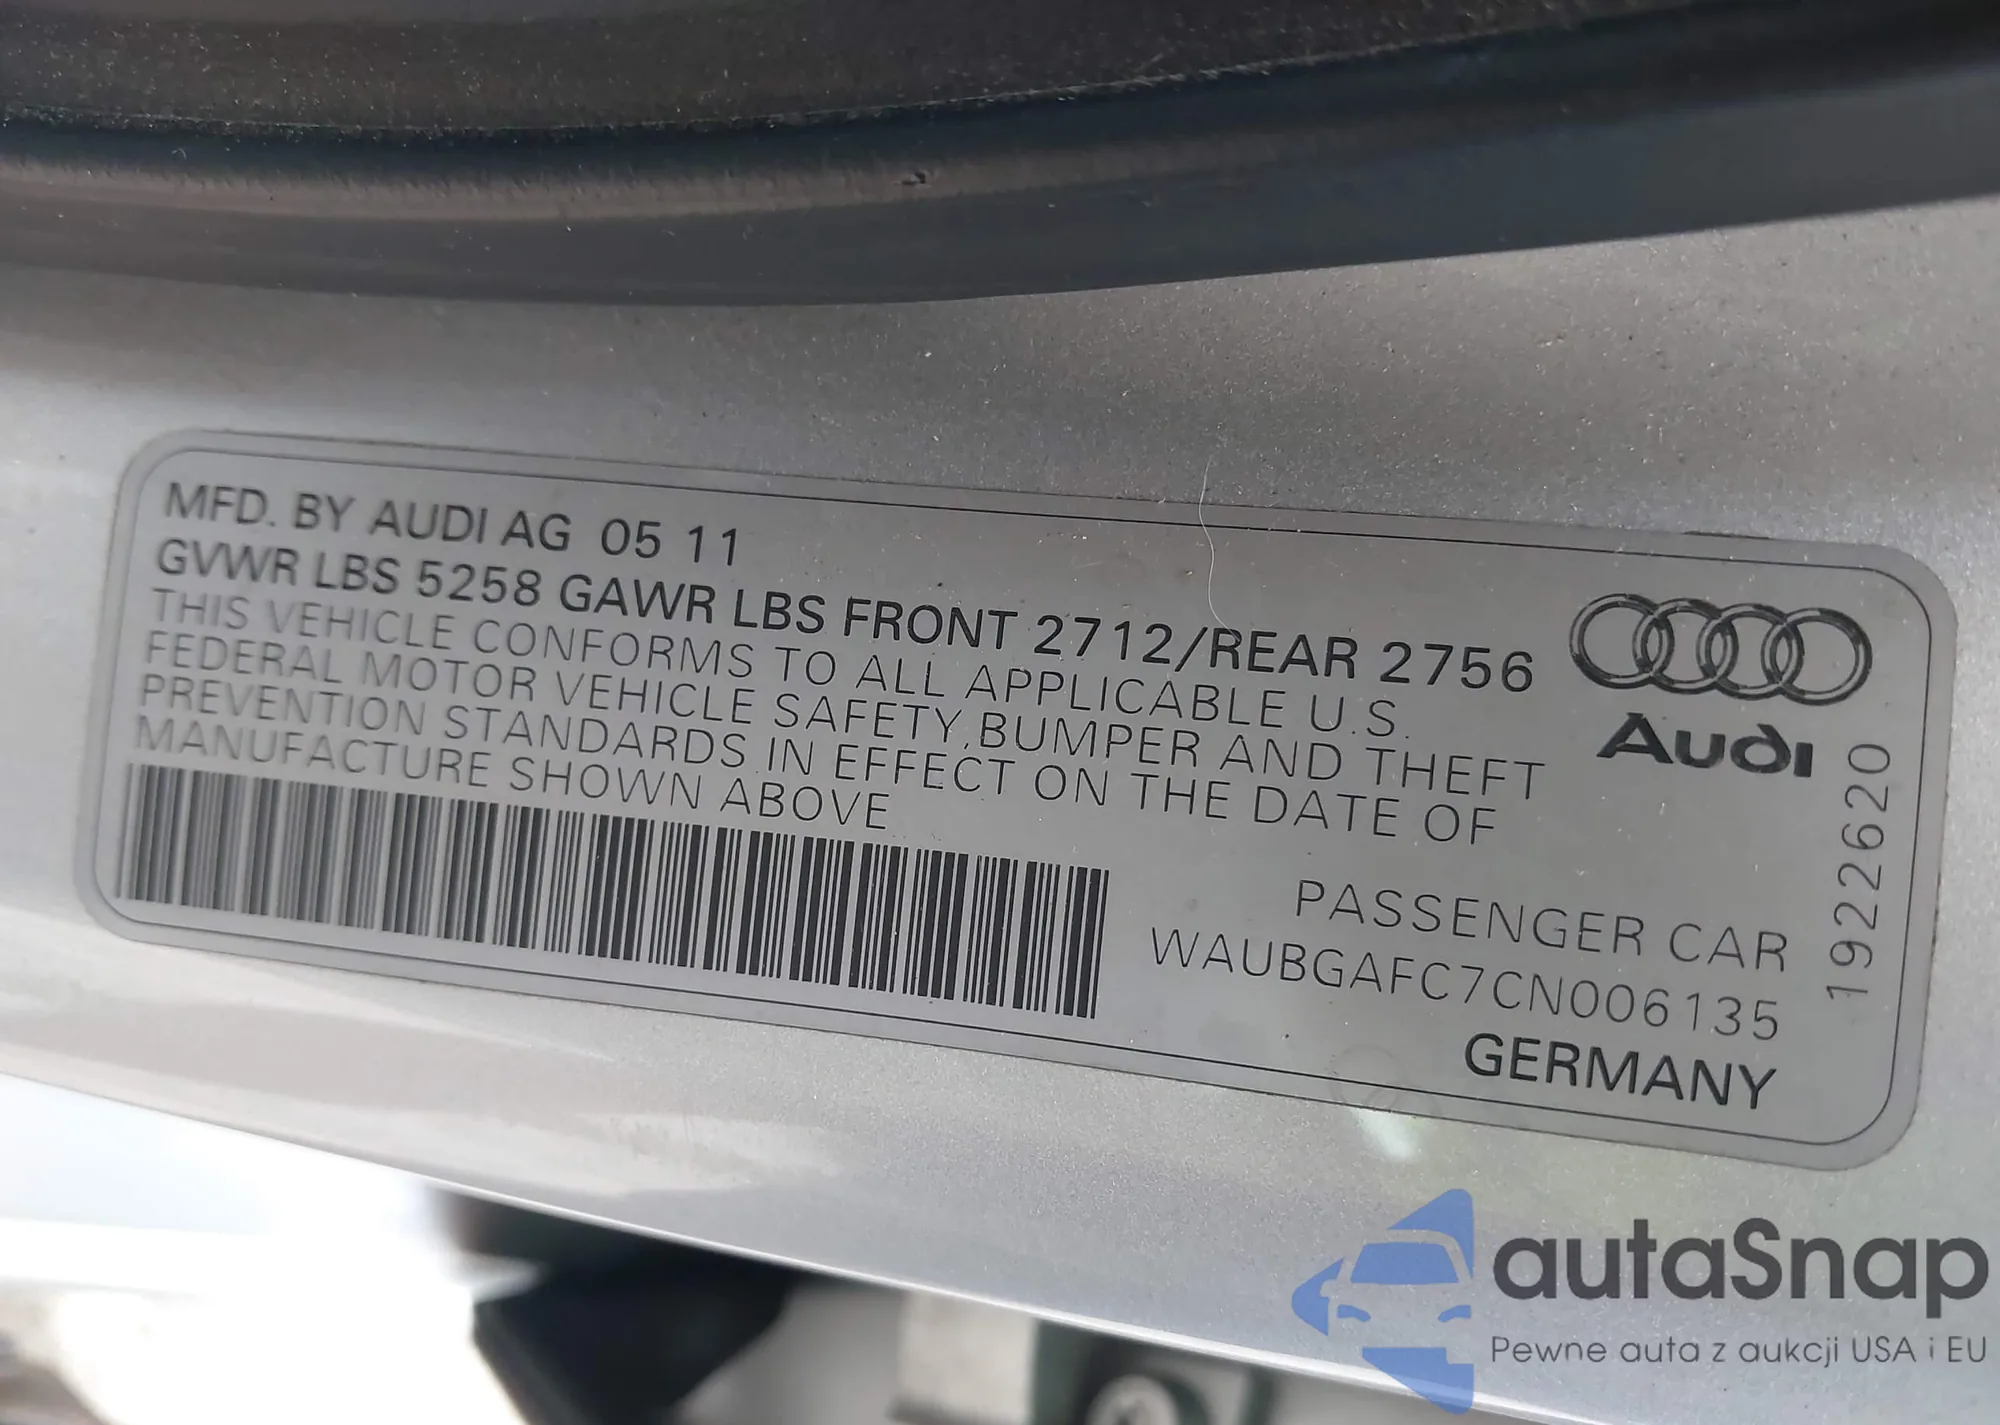 MFD. BY AUDI AG 05 11
GVWR LBS 5258 GAWR LBS FRONT 2712/REAR 2756
THIS VEHICLE CONFORMS TO ALL APPLICABLE U.S.
FEDERAL MOTOR VEHICLE SAFETY, BUMPER AND THEFT
PREVENTION STANDARDS IN EFFECT ON THE DATE OF
MANUFACTURE SHOWN ABOVE
Audi
1922620
PASSENGER CAR
WAUBGAFC7CN006135
GERMANY
autaSnap
Pewne auta z aukcji USA i EU